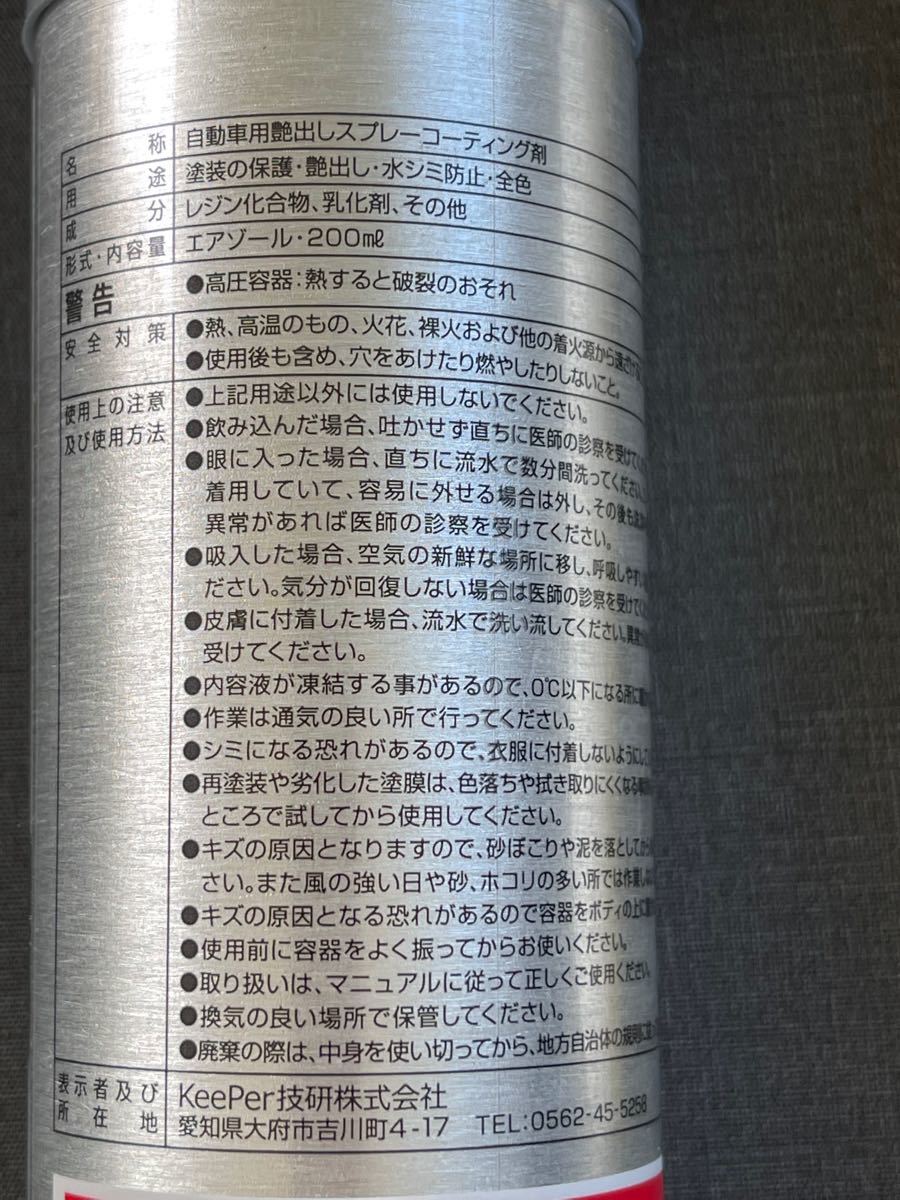 名称 自動車用艶出しスプレーコーティング剤
用途 塗装の保護・艶出し・水シミ防止・全色
成分 レジン化合物、乳化剤、その他
形式・内容量 エアゾール・200㎖
警告 ●高圧容器:熱すると破裂のおそれ
安全対策 ●熱、高温のもの、火花、裸火および他の着火源から遠ざける
●使用後も含め、穴をあけたり燃やしたりしないこと。
使用上の注意 ●上記用途以外には使用しないでください。
及び使用方法 ●飲み込んだ場合、吐かせず直ちに医師の診察を受けて
●眼に入った場合、直ちに流水で数分間洗ってください。
着用していて、容易に外せる場合は外し、その後も
異常があれば医師の診察を受けてください。
●吸入した場合、空気の新鮮な場所に移し、呼吸しやすい
ださい。気分が回復しない場合は医師の診察を受けて
●皮膚に付着した場合、流水で洗い流してください。異常
受けてください。
●内容液が凍結する事があるので、0℃以下になる所に
●作業は通気の良い所で行ってください。
●シミになる恐れがあるので、衣服に付着しないようにして
●再塗装や劣化した塗膜は、色落ちや拭き取りにくくなる
ところで試してから使用してください。
●キズの原因となりますので、砂ぼこりや泥を落としてから
さい。また風の強い日や砂、ホコリの多い所では作業しな
●キズの原因となる恐れがあるので容器をボディの上に
●使用前に容器をよく振ってからお使いください。
●取り扱いは、マニュアルに従って正しくご使用ください。
●換気の良い場所で保管してください。
●廃棄の際は、中身を使い切ってから、地方自治体の規則に
表示者及び KeePer技研株式会社
所在地 愛知県大府市吉川町4-17 TEL:0562-45-5258